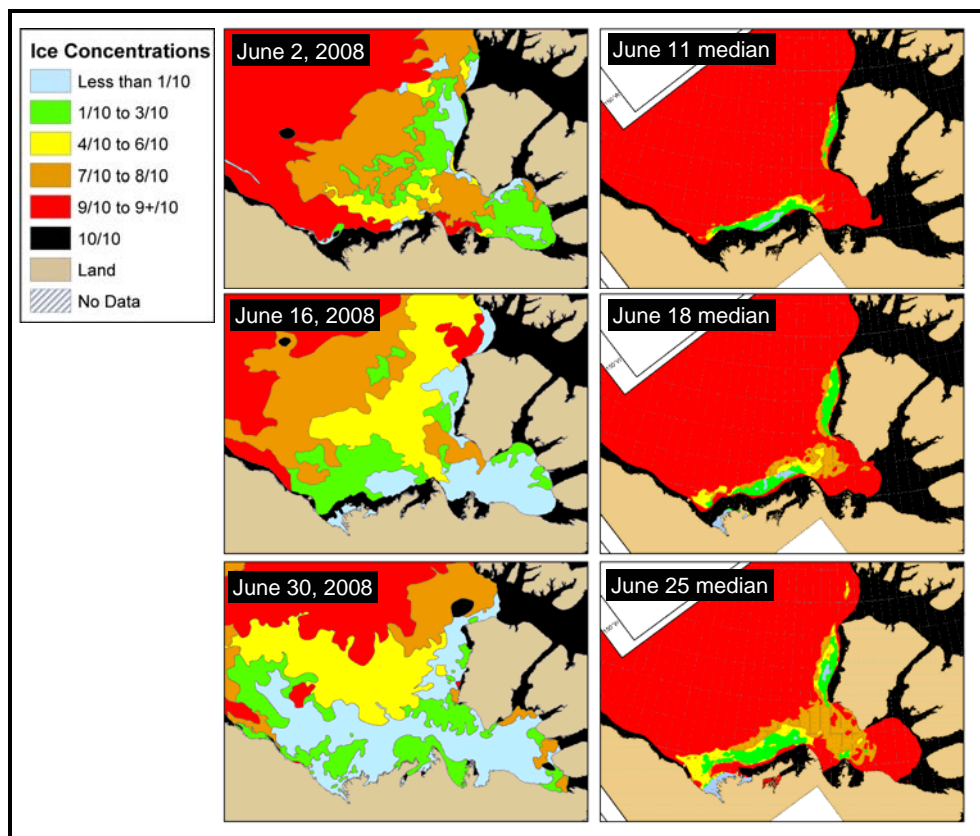 Ice Concentrations
Less than 1/10
1/10 to 3/10
4/10 to 6/10
7/10 to 8/10
9/10 to 9+/10
10/10
Land
No Data
June 2, 2008
June 11 median
June 16, 2008
June 18 median
June 30, 2008
June 25 median